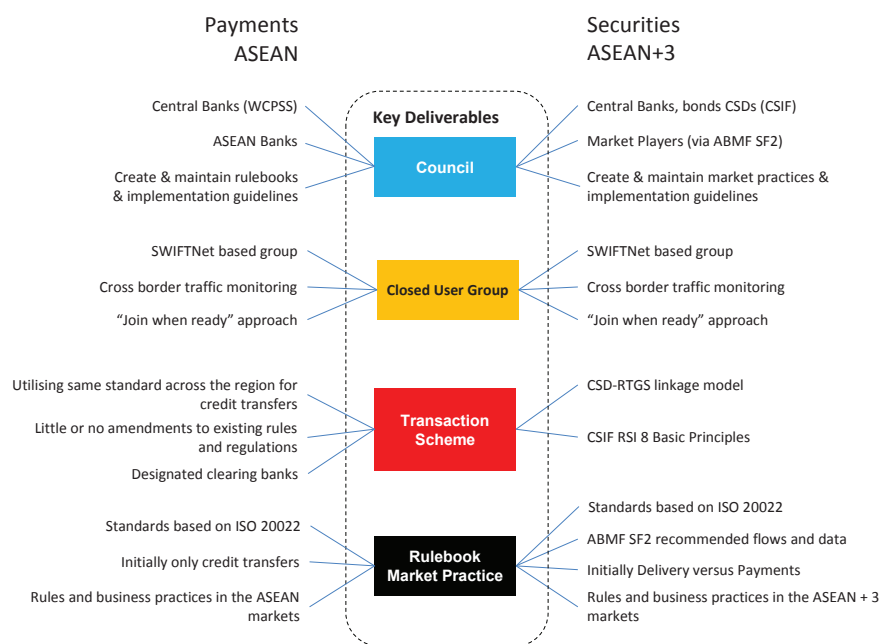 Payments
ASEAN
Securities
ASEAN+3
Key Deliverables
Central Banks (WCPSS)
ASEAN Banks
Create & maintain rulebooks
& implementation guidelines
Council
Central Banks, bonds CSDs (CSIF)
Market Players (via ABMF SF2)
Create & maintain market practices &
implementation guidelines
SWIFTNet based group
Cross border traffic monitoring
“Join when ready” approach
Closed User Group
SWIFTNet based group
Cross border traffic monitoring
“Join when ready” approach
Utilising same standard across the region for
credit transfers
Little or no amendments to existing rules
and regulations
Designated clearing banks
Transaction
Scheme
CSD-RTGS linkage model
CSIF RSI 8 Basic Principles
Standards based on ISO 20022
Initially only credit transfers
Rules and business practices in the ASEAN
markets
Rulebook
Market Practice
Standards based on ISO 20022
ABMF SF2 recommended flows and data
Initially Delivery versus Payments
Rules and business practices in the ASEAN + 3
markets